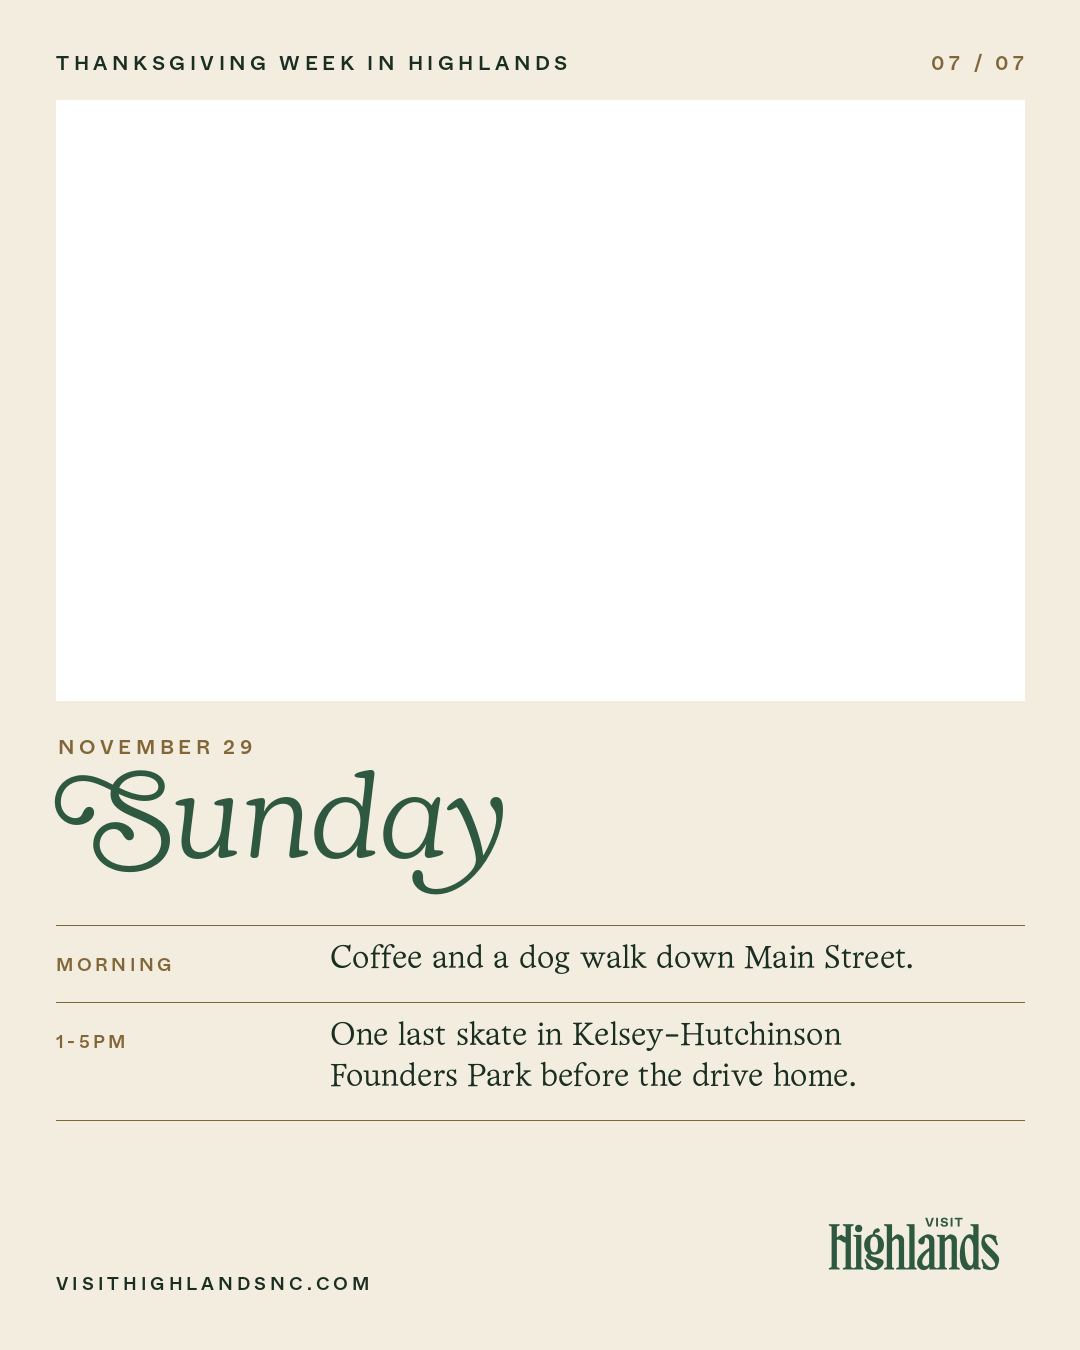 THANKSGIVING WEEK IN HIGHLANDS
07 / 07
NOVEMBER 29
Sunday
MORNING
Coffee and a dog walk down Main Street.
1-5PM
One last skate in Kelsey-Hutchinson
Founders Park before the drive home.
VISIT
Highlands
VISITHIGHLANDSNC.COM